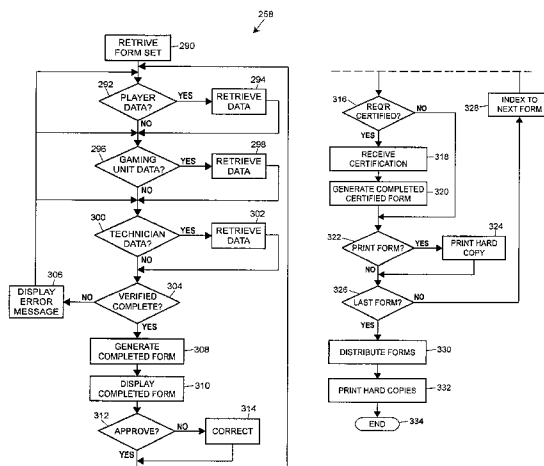 258
RETRIVE
FORM SET
290
292
PLAYER
DATA?
YES
294
RETRIEVE
DATA
NO
296
GAMING
UNIT DATA?
YES
298
RETRIEVE
DATA
NO
300
TECHNICIAN
DATA?
YES
302
RETRIEVE
DATA
NO
304
VERIFIED
COMPLETE?
NO
306
DISPLAY
ERROR
MESSAGE
YES
GENERATE
COMPLETED FORM
308
DISPLAY
COMPLETED FORM
310
312
APPROVE?
NO
314
CORRECT
YES
316
REQ'R
CERTIFIED?
NO
YES
RECEIVE
CERTIFICATION
318
GENERATE COMPLETED
CERTIFIED FORM
320
322
PRINT FORM?
YES
324
PRINT HARD
COPY
NO
326
LAST FORM?
NO
328
INDEX TO
NEXT FORM
YES
DISTRIBUTE FORMS
330
PRINT HARD COPIES
332
END
334